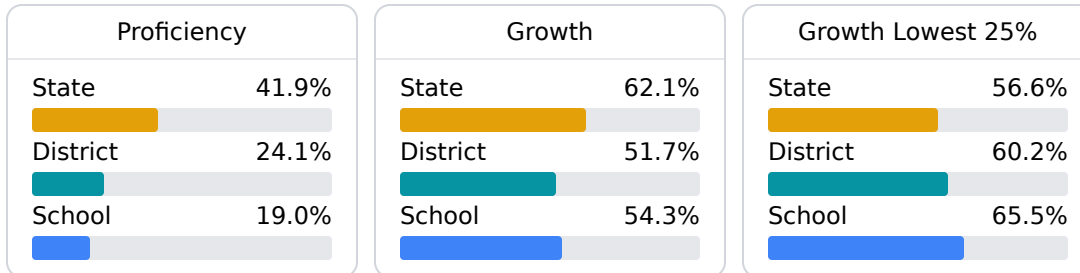 Proficiency
State 41.9%
District 24.1%
School 19.0%
Growth
State 62.1%
District 51.7%
School 54.3%
Growth Lowest 25%
State 56.6%
District 60.2%
School 65.5%